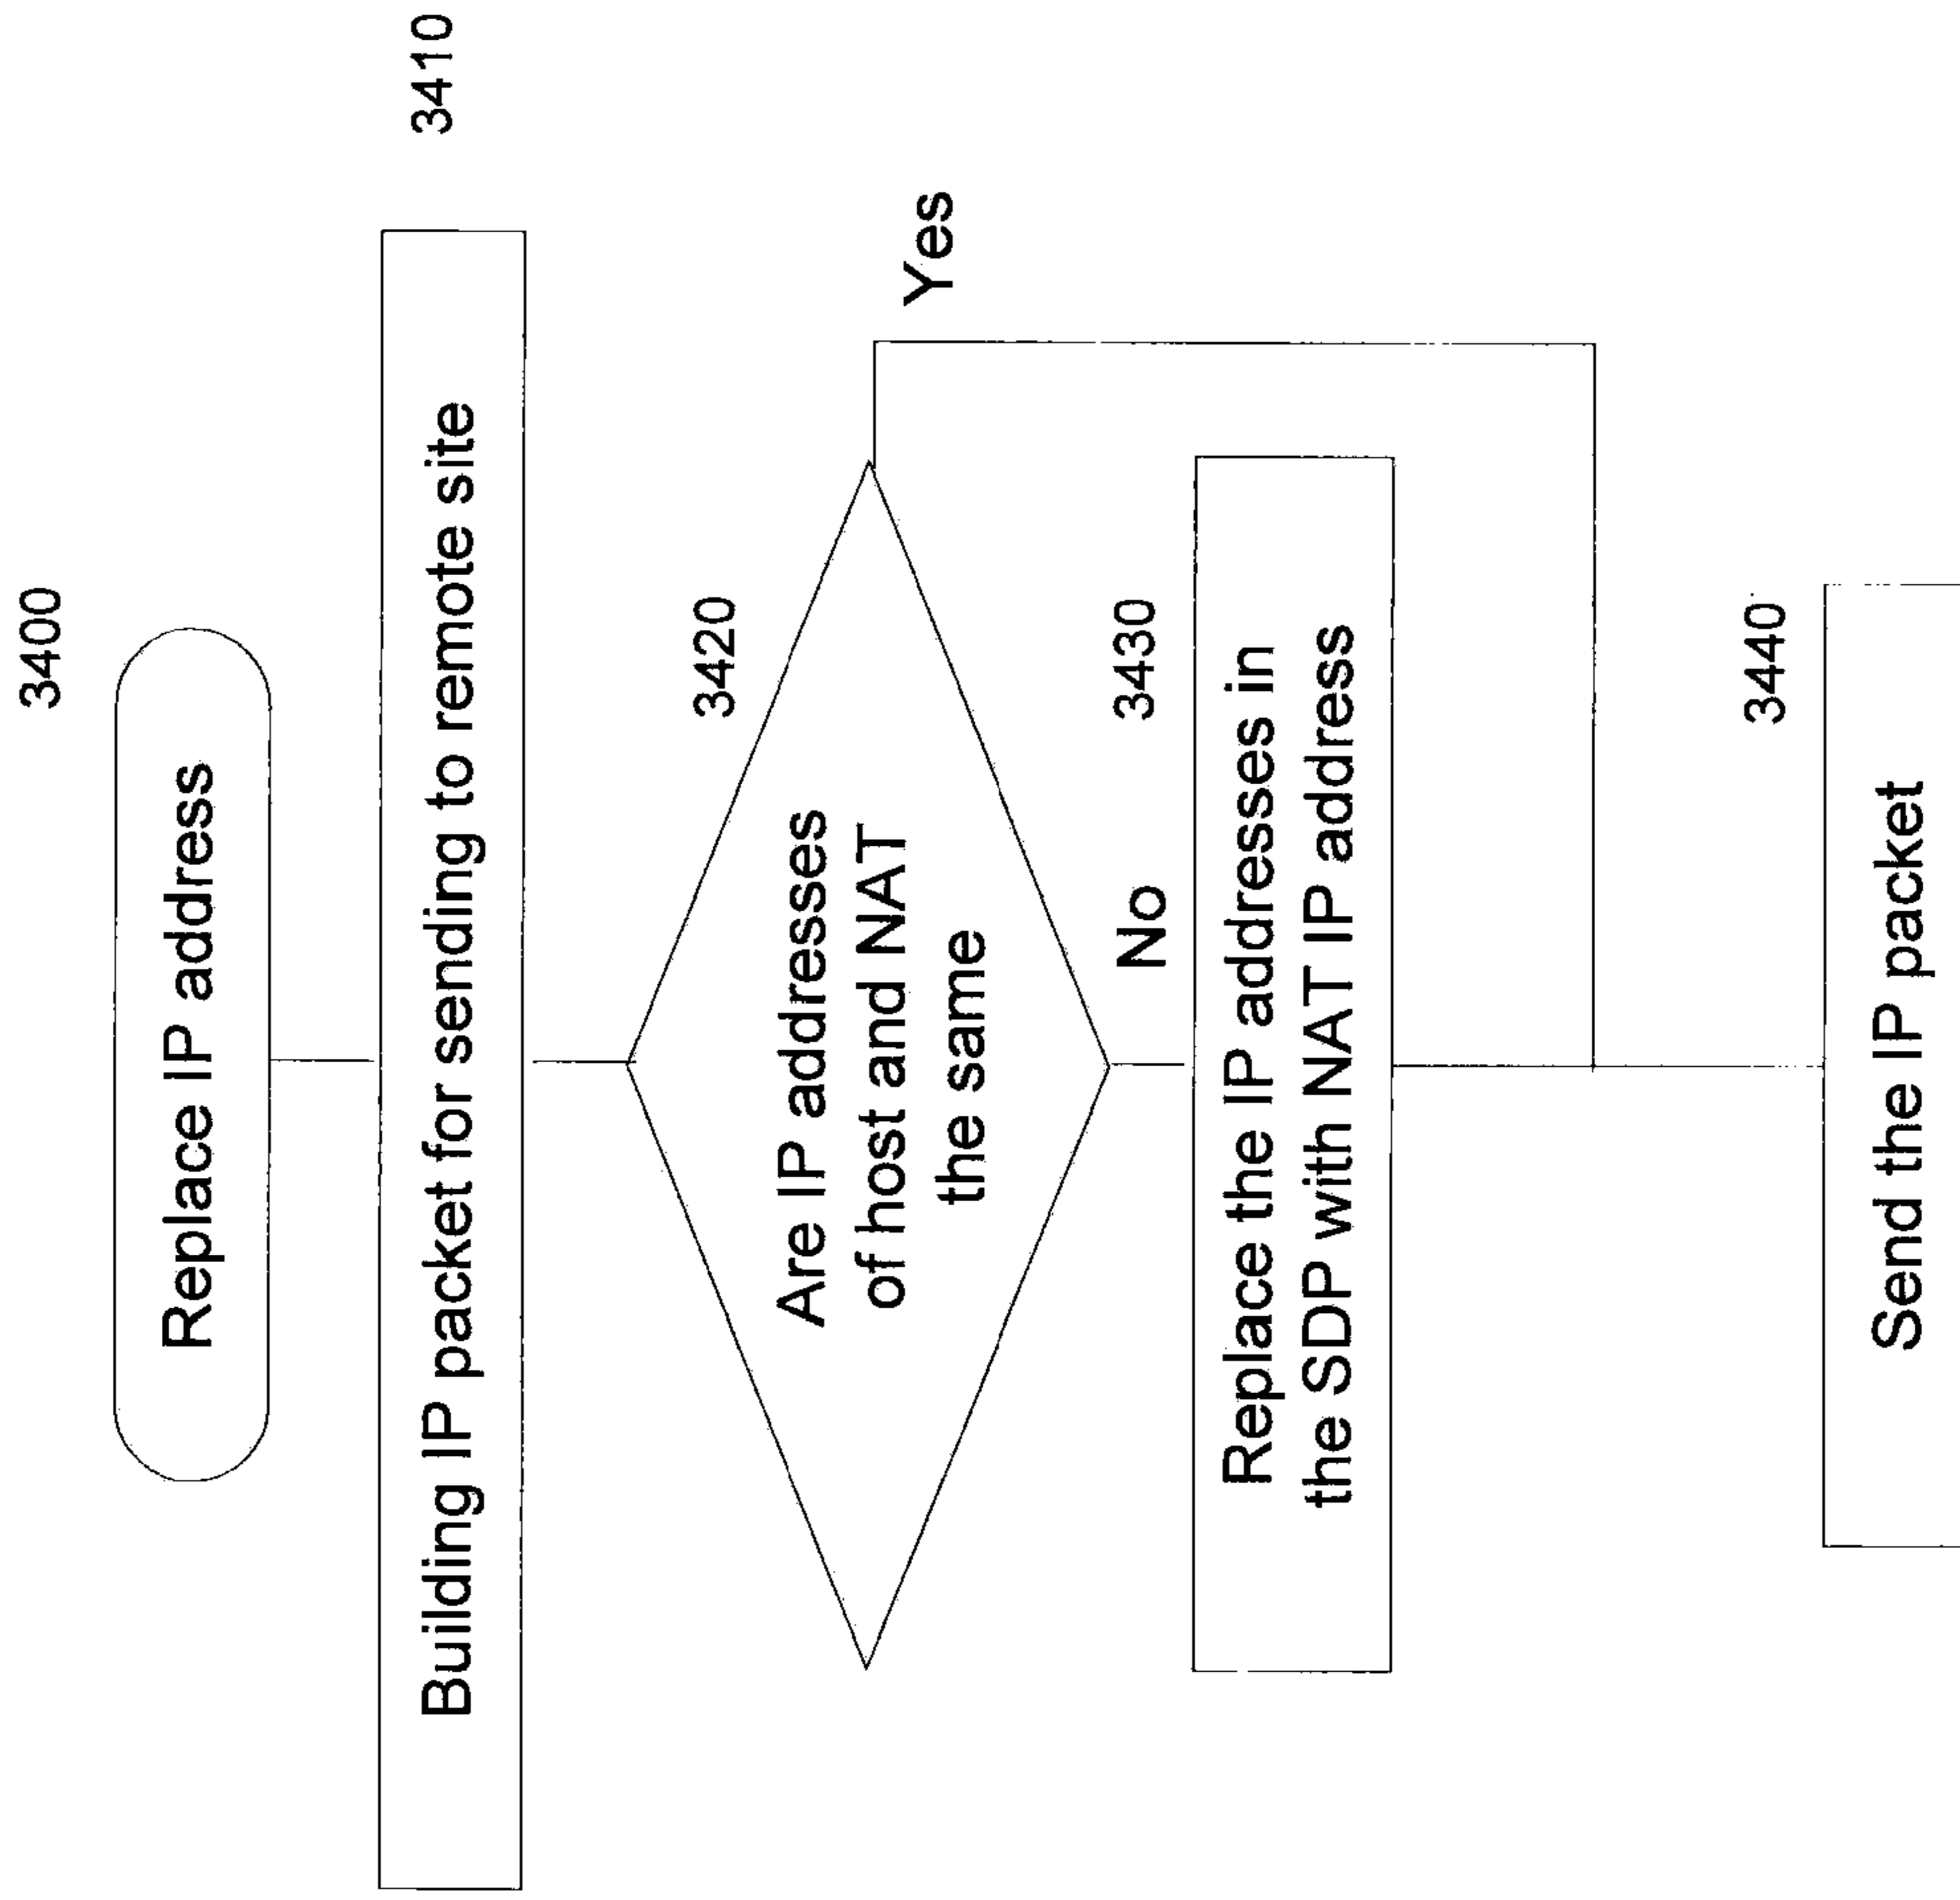 3400
Replace IP address
3410
Building IP packet for sending to remote site
3420
Are IP addresses
of host and NAT
the same
Yes
No
3430
Replace the IP addresses in
the SDP with NAT IP address
3440
Send the IP packet